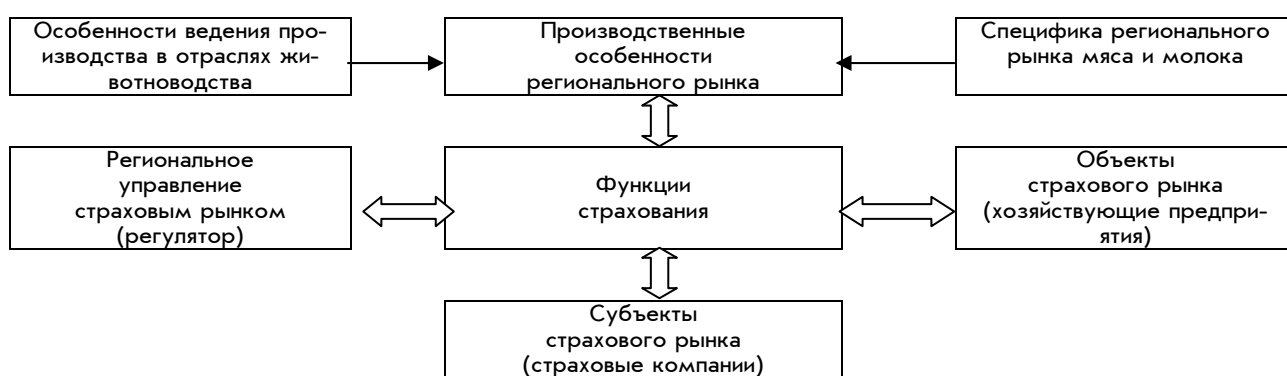 Особенности ведения про-
изводства в отраслях жи-
вотноводства
Производственные
особенности
регионального рынка
Специфика регионального
рынка мяса и молока
Региональное
управление
страховым рынком
(регулятор)
Функции
страхования
Объекты
страхового рынка
(хозяйствующие предпри-
ятия)
Субъекты
страхового рынка
(страховые компании)